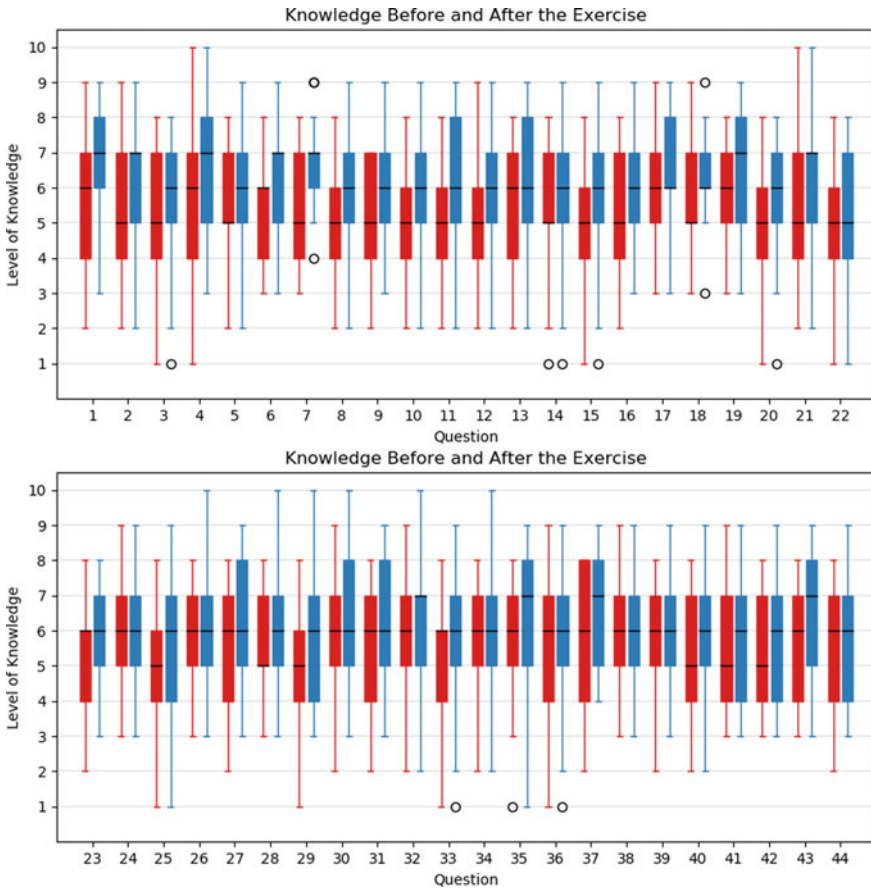 Knowledge Before and After the Exercise
10
9
8
7
6
5
4
3
2
1
Level of Knowledge
1 2 3 4 5 6 7 8 9 10 11 12 13 14 15 16 17 18 19 20 21 22
Question
Knowledge Before and After the Exercise
10
9
8
7
6
5
4
3
2
1
Level of Knowledge
23 24 25 26 27 28 29 30 31 32 33 34 35 36 37 38 39 40 41 42 43 44
Question